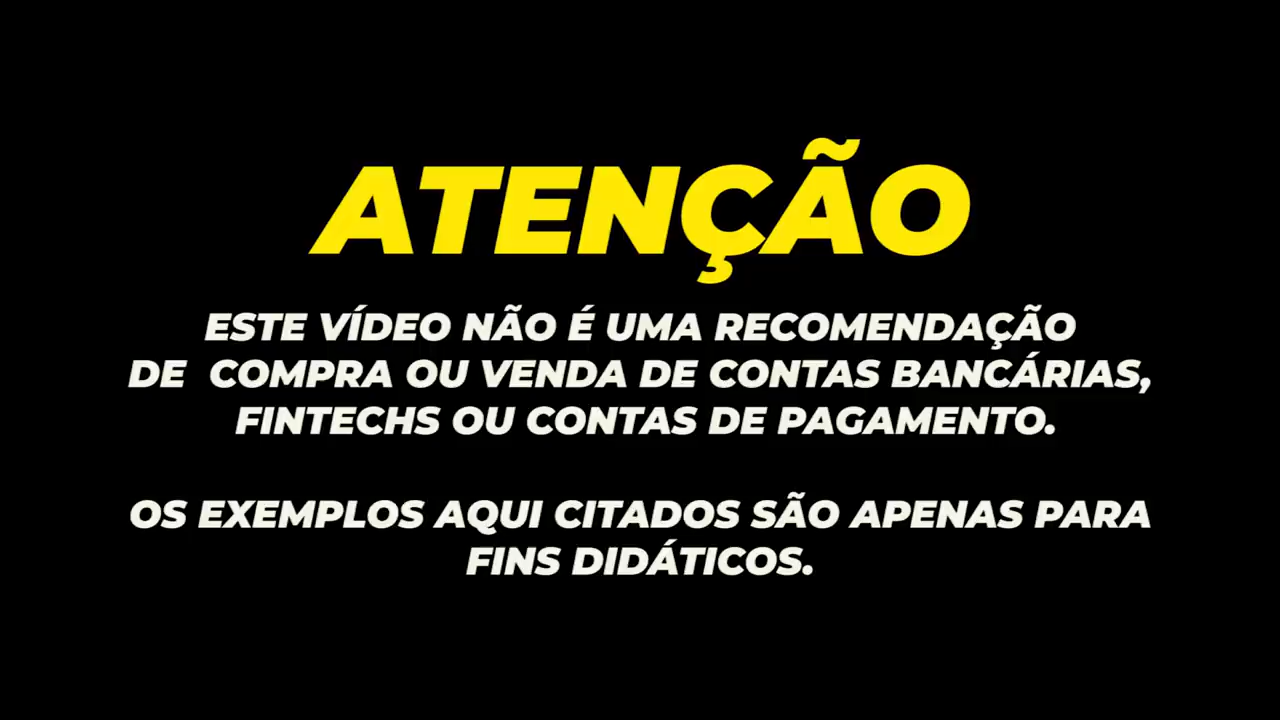 ATENÇÃO
ESTE VÍDEO NÃO É UMA RECOMENDAÇÃO
DE COMPRA OU VENDA DE CONTAS BANCÁRIAS,
FINTECHS OU CONTAS DE PAGAMENTO.
OS EXEMPLOS AQUI CITADOS SÃO APENAS PARA
FINS DIDÁTICOS.